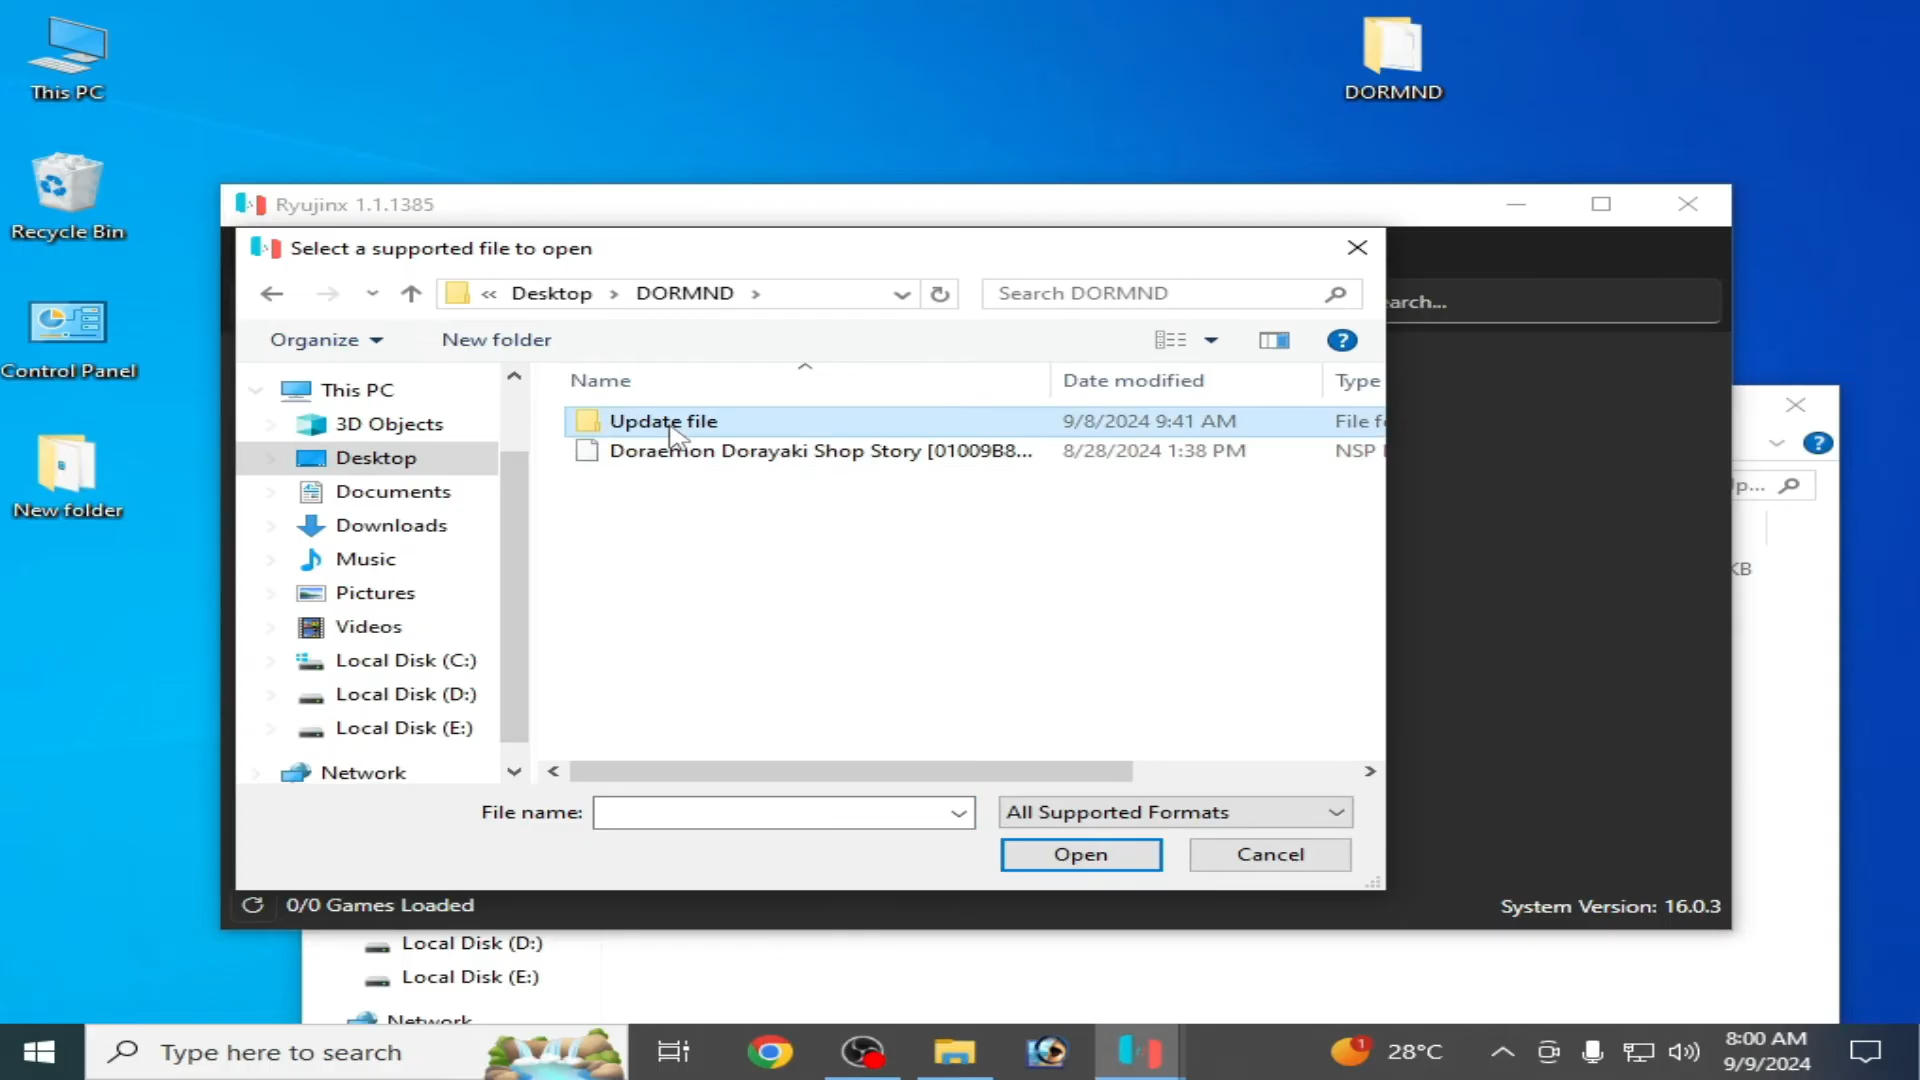 This PC
Recycle Bin
Control Panel
New folder
DORMND
Ryujinx 1.1.1385
Select a supported file to open
« Desktop > DORMND >
Search DORMND
Organize
New folder
?
Name
Date modified
Type
Update file
9/8/2024 9:41 AM
File f
Doraemon Dorayaki Shop Story [01009B8...
8/28/2024 1:38 PM
NSP
This PC
3D Objects
Desktop
Documents
Downloads
Music
Pictures
Videos
Local Disk (C:)
Local Disk (D:)
Local Disk (E:)
Network
File name:
All Supported Formats
Open
Cancel
arch...
?
p...
KB
0/0 Games Loaded
System Version: 16.0.3
Local Disk (D:)
Local Disk (E:)
Network
Type here to search
1
28°C
8:00 AM
9/9/2024